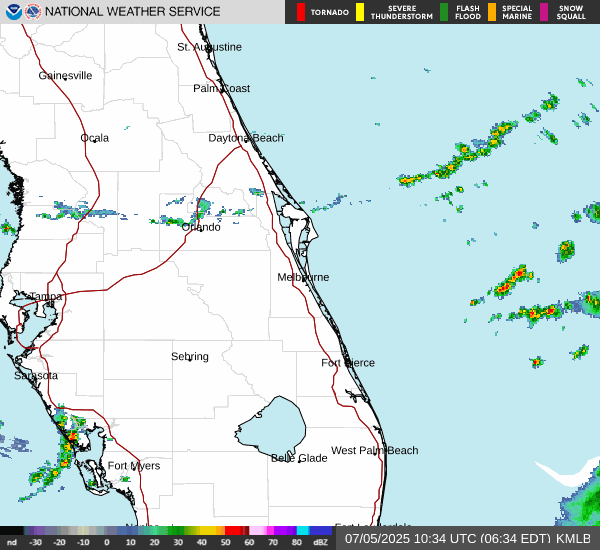 NATIONAL WEATHER SERVICE
TORNADO
SEVERE THUNDERSTORM
FLASH FLOOD
SPECIAL MARINE
SNOW SQUALL
St. Augustine
Gainesville
Palm Coast
Ocala
Daytona Beach
Orlando
Melbourne
Tampa
Sebring
Fort Pierce
Sarasota
West Palm Beach
Belle Glade
Fort Myers
nd -30 -20 -10 0 10 20 30 40 50 60 70 80 dBZ
07/05/2025 10:34 UTC (06:34 EDT) KMLB